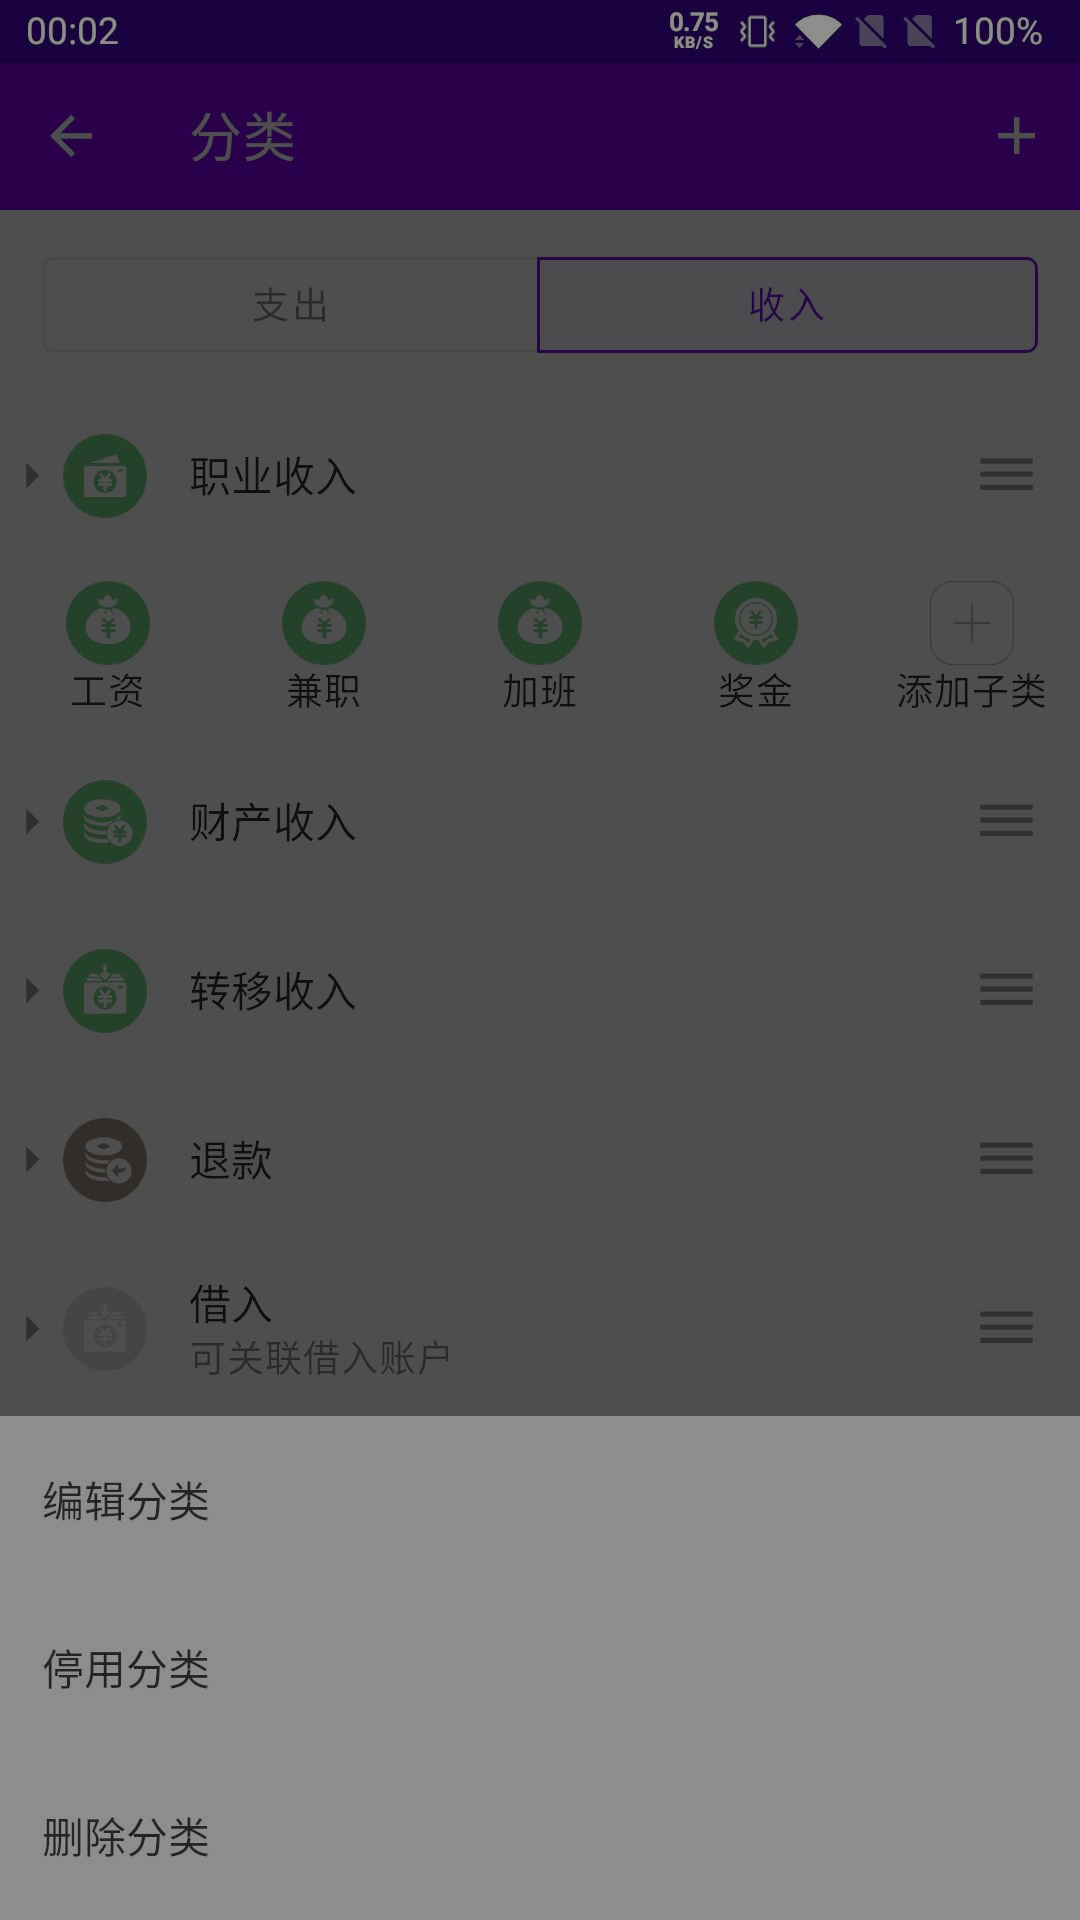 00:02 0.75 KB/S 100%
分类
支出 收入
职业收入
工资 兼职 加班 奖金 添加子类
财产收入
转移收入
退款
借入
可关联借入账户
编辑分类
停用分类
删除分类